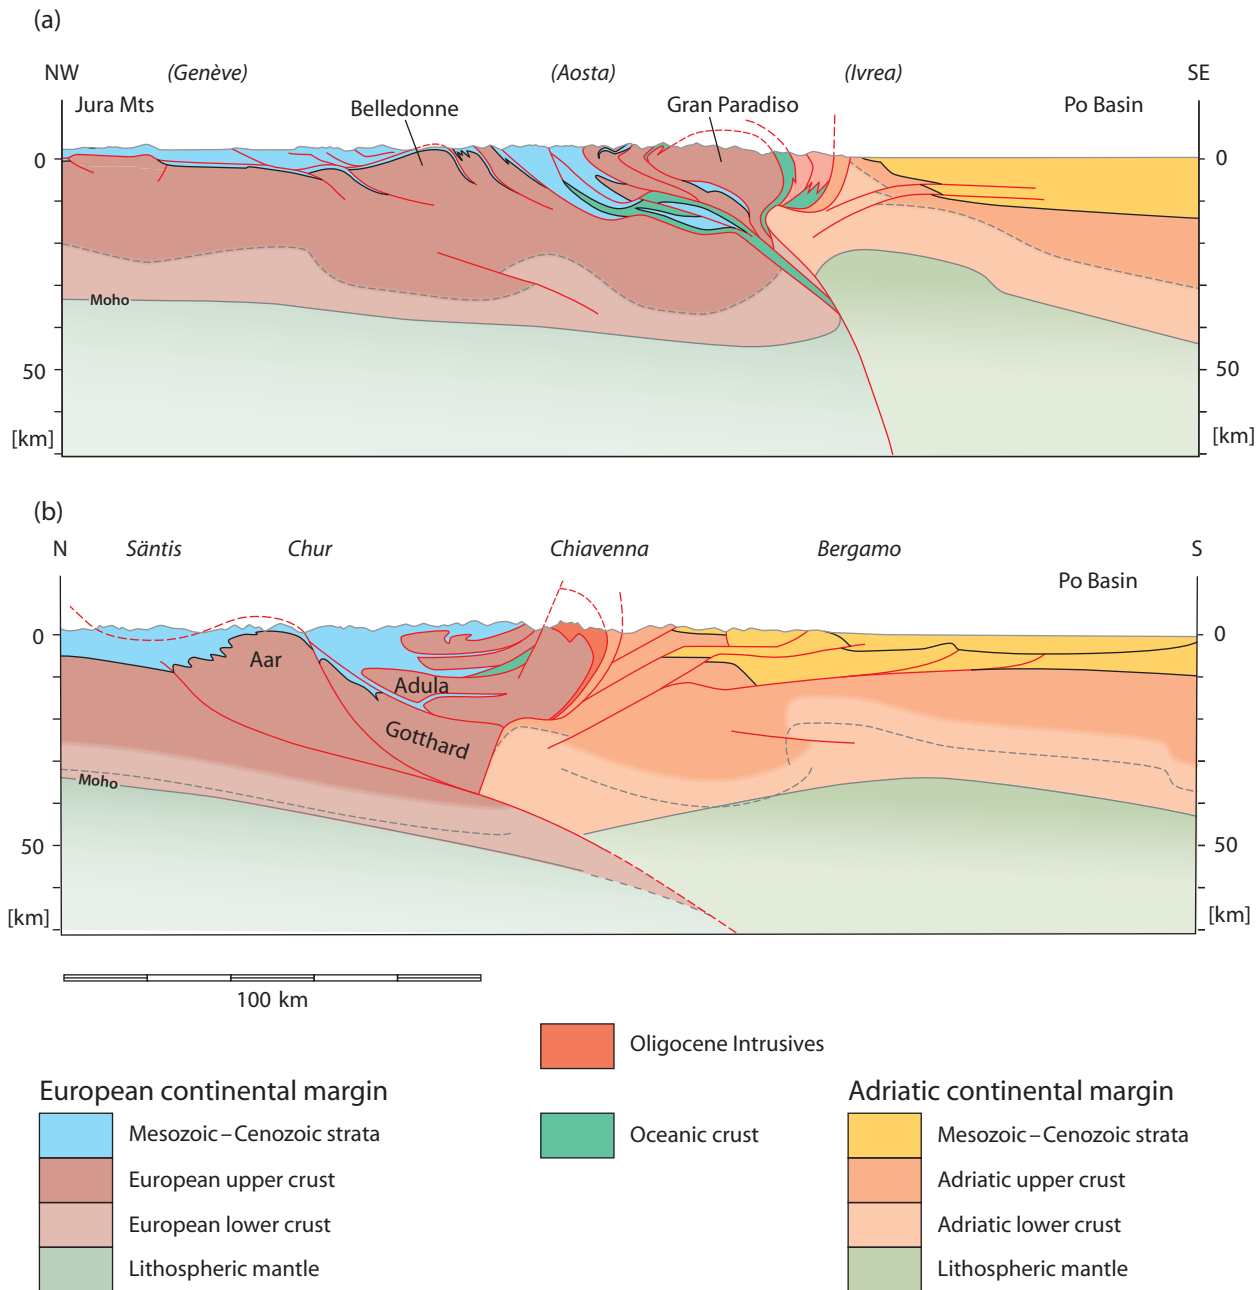 (a)
NW (Genève) (Aosta) (Ivrea) SE
Jura Mts Belledonne Gran Paradiso Po Basin
0 0
Moho
50 50
[km] [km]
(b)
N Säntis Chur Chiavenna Bergamo S
Po Basin
0 0
Aar
Adula
Gotthard
Moho
50 50
[km] [km]
100 km
Oligocene Intrusives
European continental margin Adriatic continental margin
Mesozoic–Cenozoic strata Oceanic crust Mesozoic–Cenozoic strata
European upper crust Adriatic upper crust
European lower crust Adriatic lower crust
Lithospheric mantle Lithospheric mantle